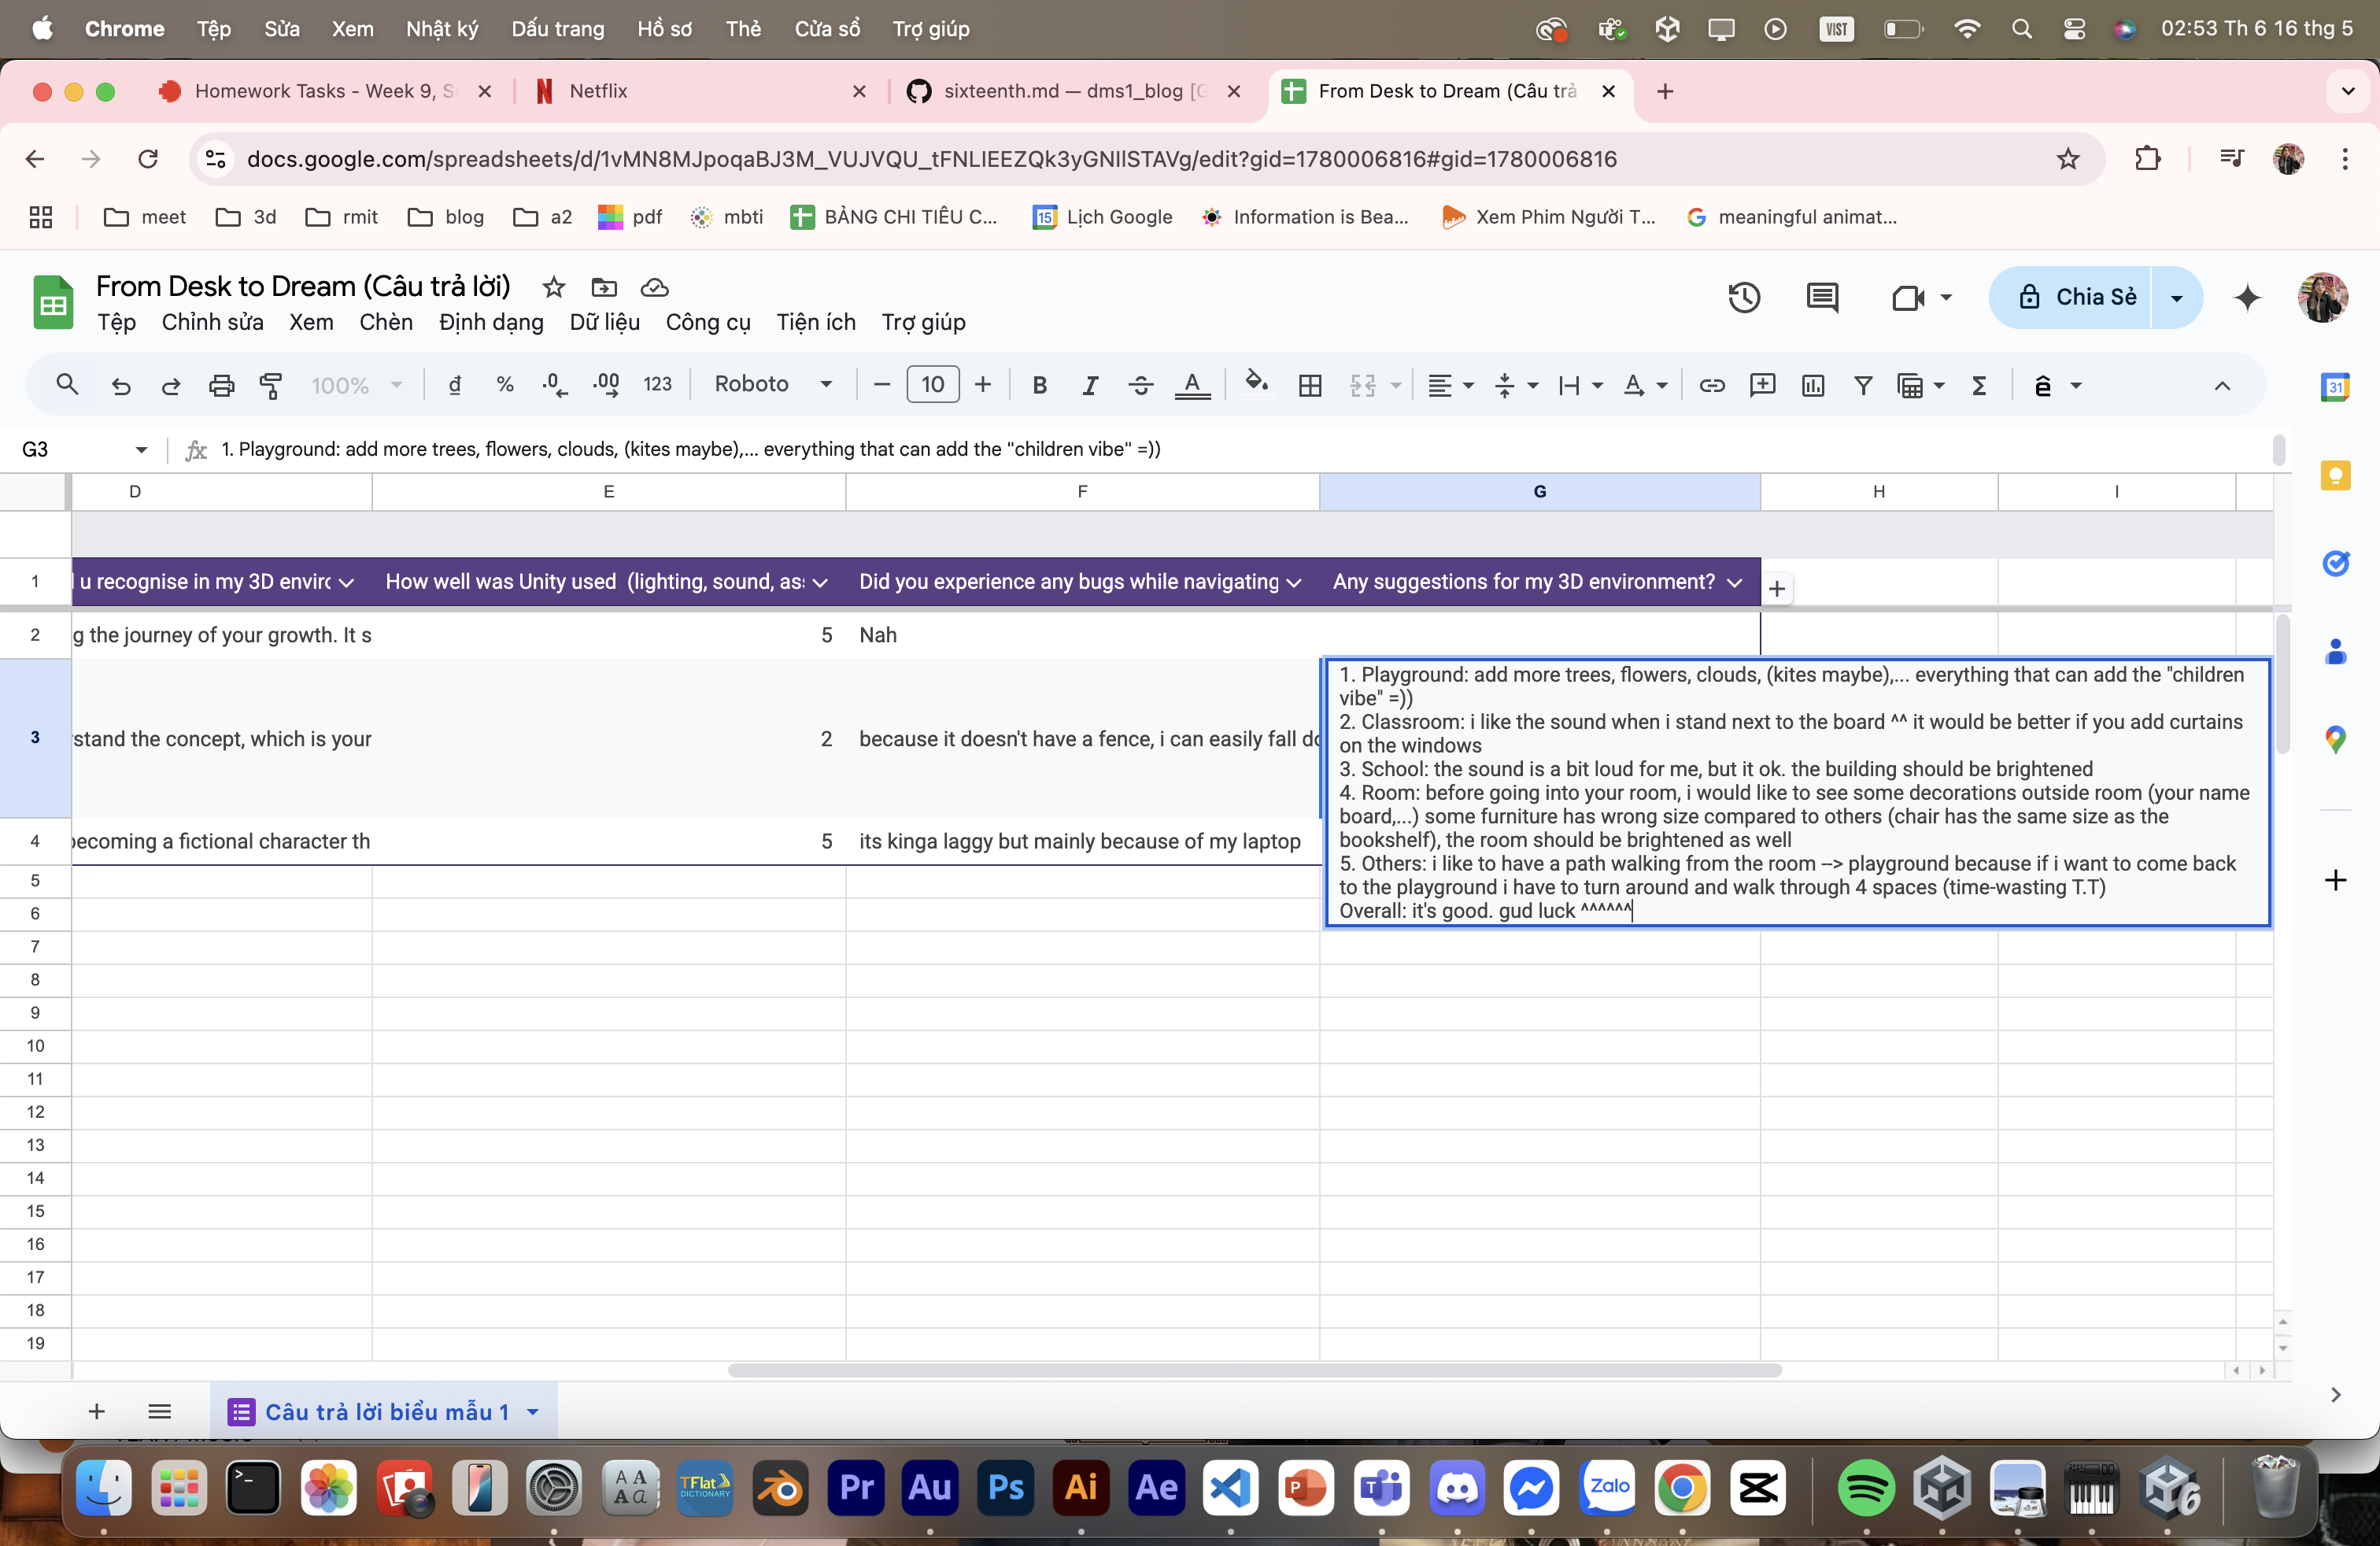 Chrome Tệp Sửa Xem Nhật ký Dấu trang Hồ sơ Thẻ Cửa sổ Trợ giúp VIST 02:53 Th 6 16 thg 5
Homework Tasks - Week 9, Netflix sixteenth.md — dms1_blog From Desk to Dream (Câu trả
docs.google.com/spreadsheets/d/1vMN8MJpoqaBJ3M_VUJVQU_tFNLIEEZQk3yGNIlSTAVg/edit?gid=1780006816#gid=1780006816
meet 3d rmit blog a2 pdf mbti BẢNG CHI TIÊU C... 15 Lịch Google Information is Bea... Xem Phim Người T... meaningful animat...
From Desk to Dream (Câu trả lời)
Chia Sẻ
Tệp Chỉnh sửa Xem Chèn Định dạng Dữ liệu Công cụ Tiện ích Trợ giúp
100% đ % .0 .00 123 Roboto 10 B I A Σ ê 31
G3 fx 1. Playground: add more trees, flowers, clouds, (kites maybe),... everything that can add the "children vibe" =))
D E F G H I
1 u recognise in my 3D enviro How well was Unity used (lighting, sound, as Did you experience any bugs while navigating Any suggestions for my 3D environment?
2 g the journey of your growth. It s 5 Nah
3 stand the concept, which is your 2 because it doesn't have a fence, i can easily fall do
1. Playground: add more trees, flowers, clouds, (kites maybe),... everything that can add the "children
vibe" =))
2. Classroom: i like the sound when i stand next to the board ^^ it would be better if you add curtains
on the windows
3. School: the sound is a bit loud for me, but it ok. the building should be brightened
4. Room: before going into your room, i would like to see some decorations outside room (your name
board,...) some furniture has wrong size compared to others (chair has the same size as the
bookshelf), the room should be brightened as well
5. Others: i like to have a path walking from the room --> playground because if i want to come back
to the playground i have to turn around and walk through 4 spaces (time-wasting T.T)
Overall: it's good. gud luck ^^^^^^
4 becoming a fictional character th 5 its kinga laggy but mainly because of my laptop
5
6
7
8
9
10
11
12
13
14
15
16
17
18
19
Câu trả lời biểu mẫu 1
TFlat DICTIONARY Pr Au Ps Ai Ae P Zalo 6